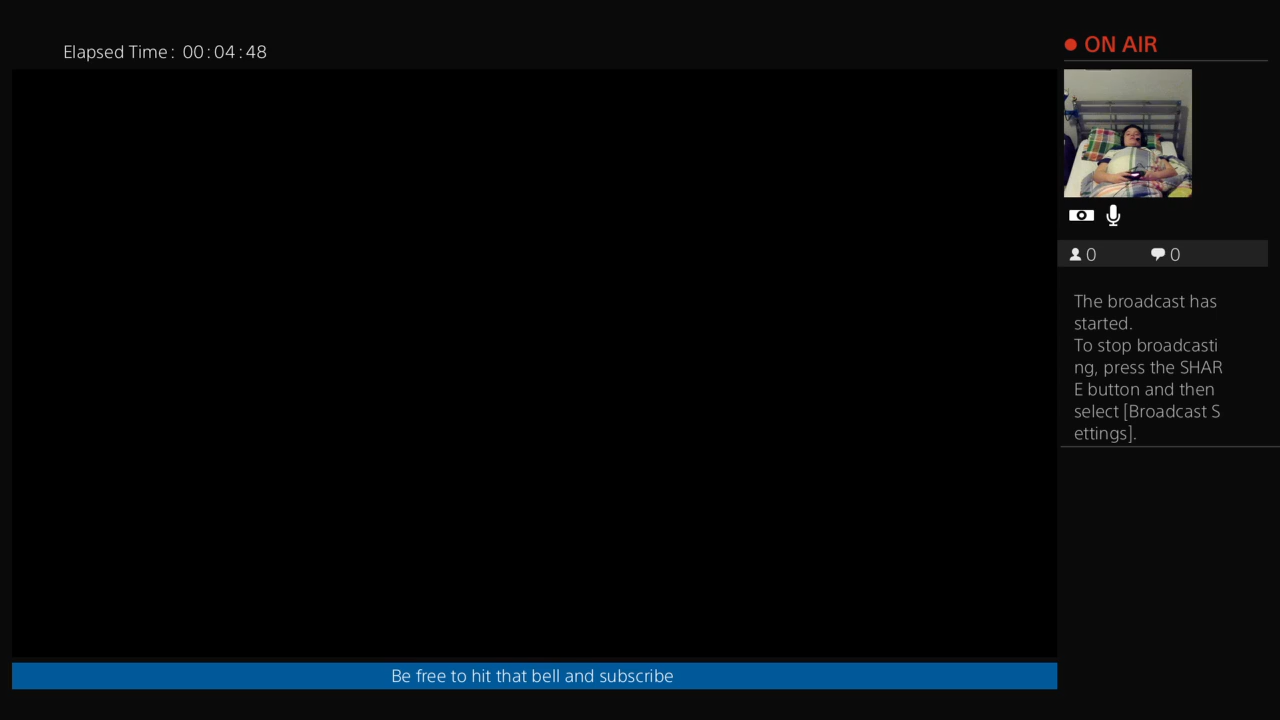 Elapsed Time: 00:04:48
ON AIR
0 0
The broadcast has
started.
To stop broadcasti
ng, press the SHAR
E button and then
select [Broadcast S
ettings].
Be free to hit that bell and subscribe